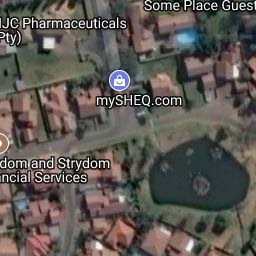 Some Place Guest
NJC Pharmaceuticals
(Pty)
mySHEQ.com
dom and Strydom
ancial Services